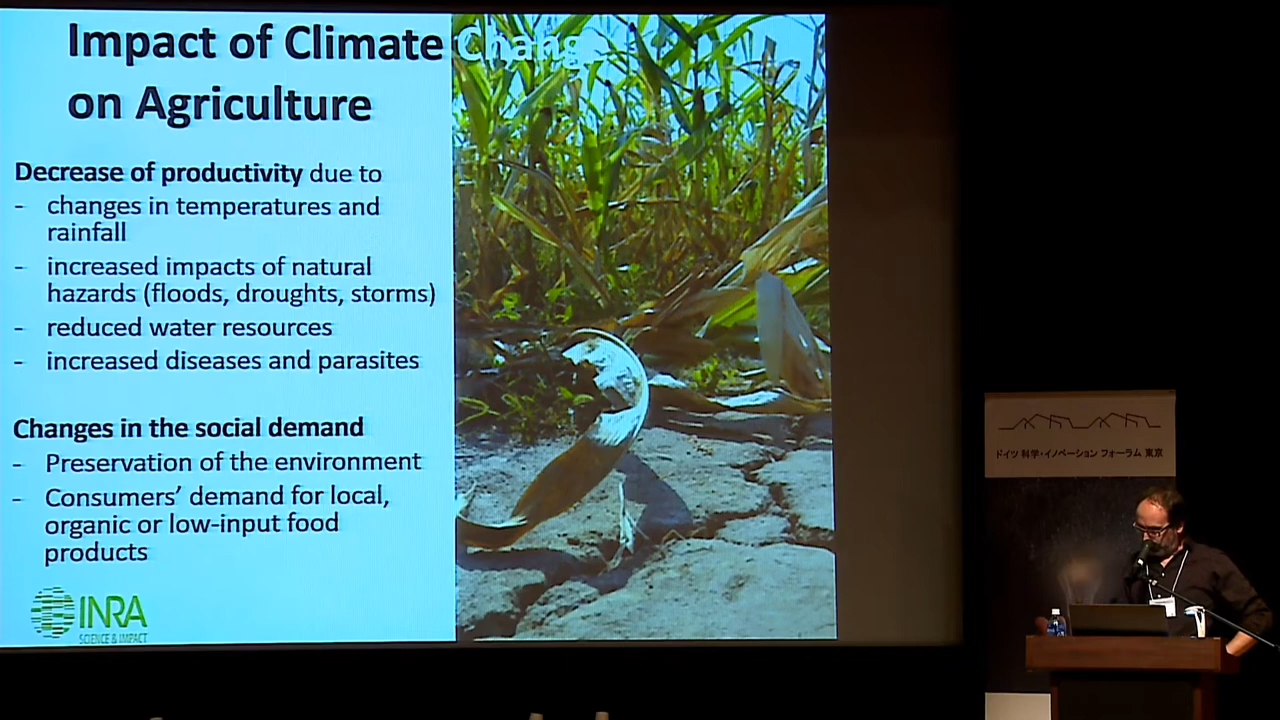 Impact of Climate Change
on Agriculture
Decrease of productivity due to
- changes in temperatures and
rainfall
- increased impacts of natural
hazards (floods, droughts, storms)
- reduced water resources
- increased diseases and parasites
Changes in the social demand
- Preservation of the environment
- Consumers' demand for local,
organic or low-input food
products
INRA
SCIENCE & IMPACT
ドイツ 科学・イノベーション フォーラム 東京